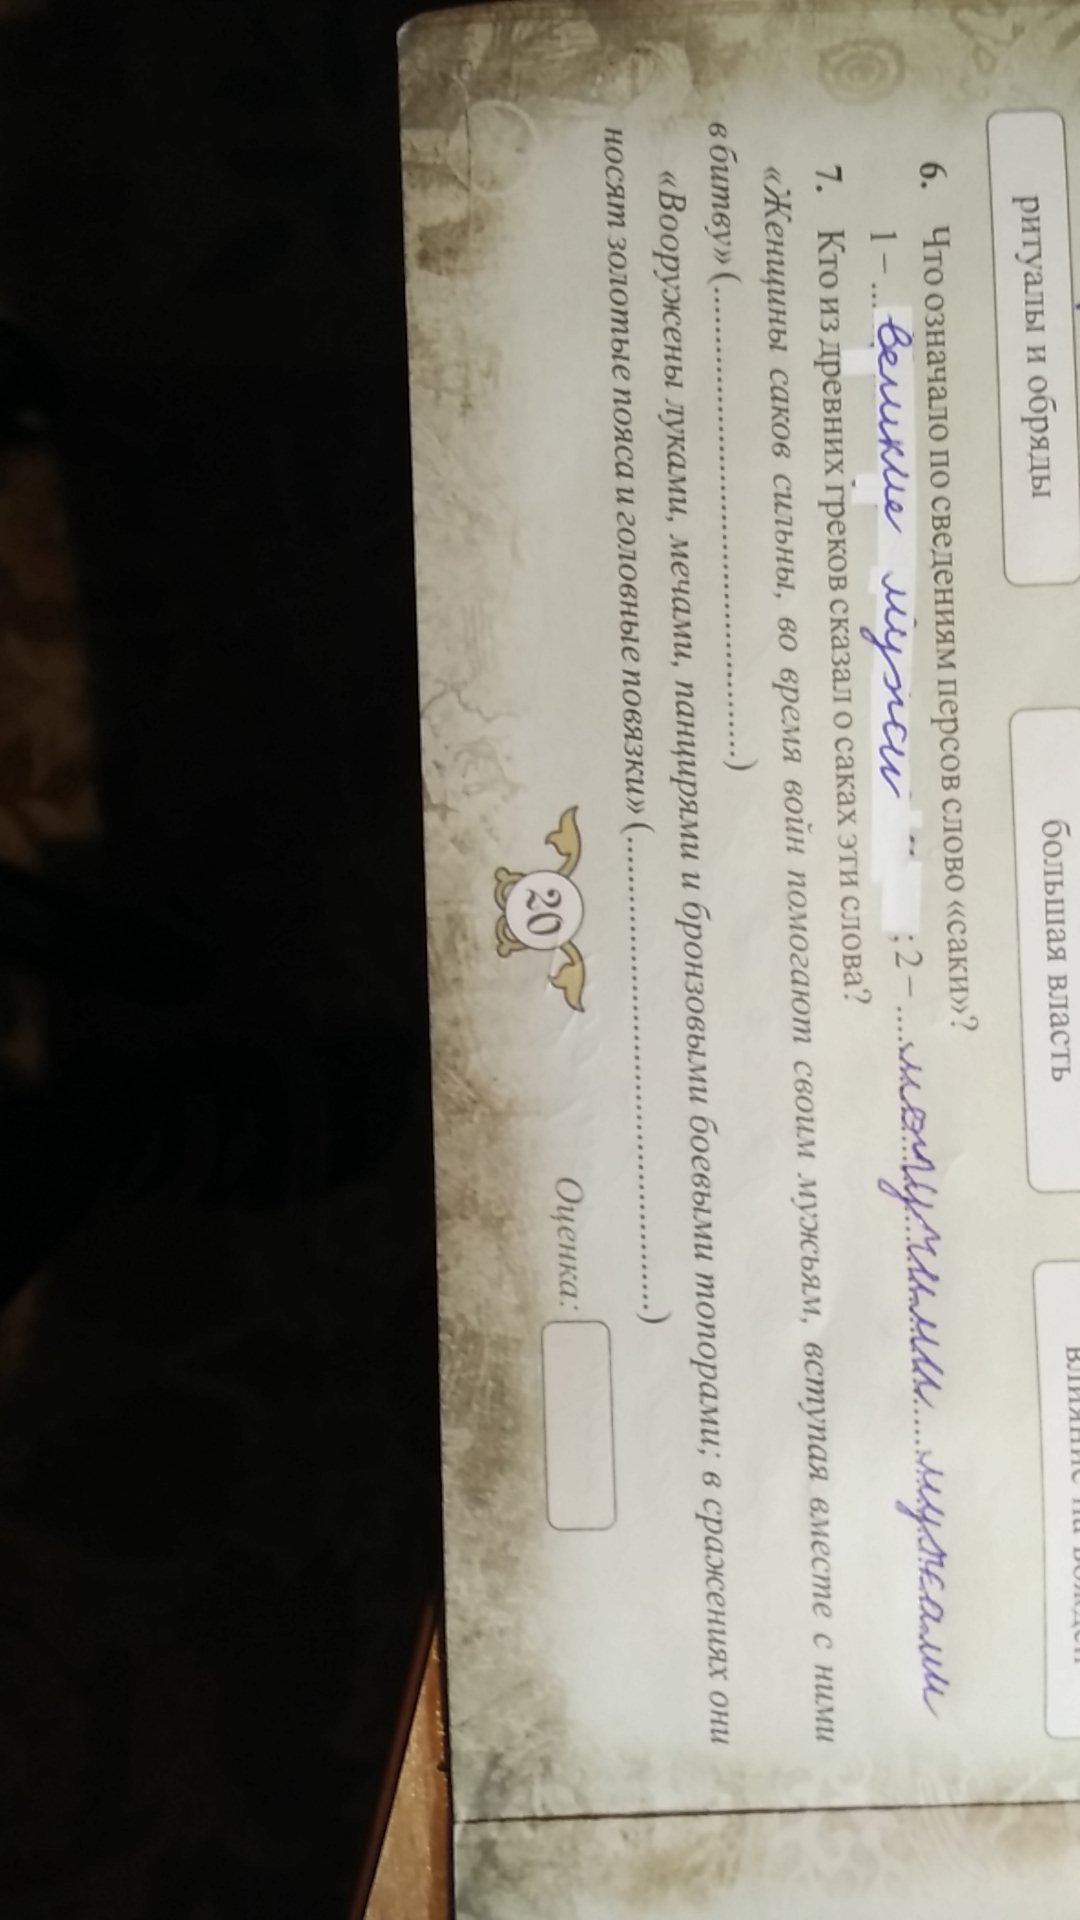 ритуалы и обряды
большая власть
6. Что означало по сведениям персов слово «саки»?
1 – ... великие мужи ; 2 – .... могучими мужами
7. Кто из древних греков сказал о саках эти слова?
«Женщины саков сильны, во время войн помогают своим мужьям, вступая вместе с ними
в битву» (..............................................)
«Вооружены луками, мечами, панцирями и бронзовыми боевыми топорами; в сражениях они
носят золотые пояса и головные повязки» (..............................................)
Оценка:
20